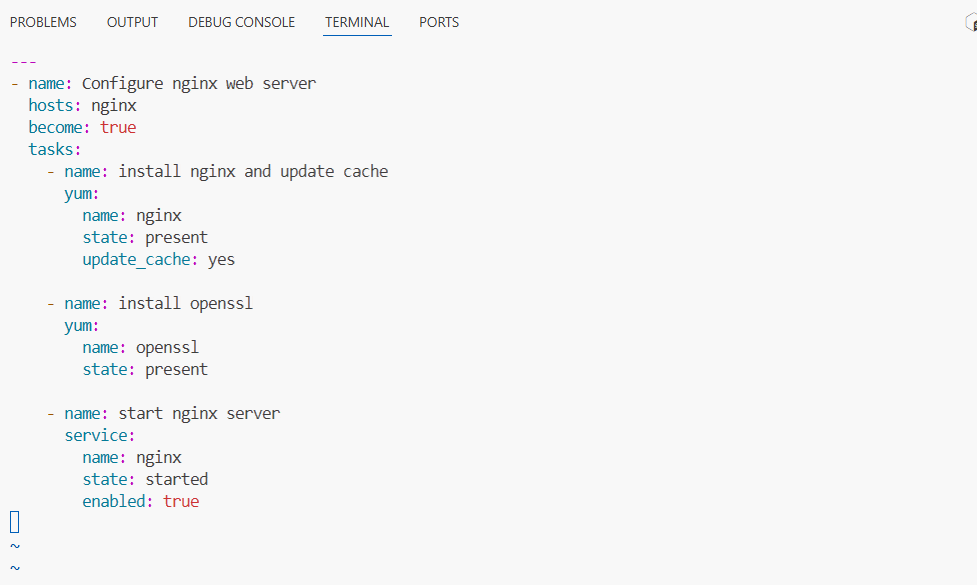 PROBLEMS OUTPUT DEBUG CONSOLE TERMINAL PORTS
---
- name: Configure nginx web server
  hosts: nginx
  become: true
  tasks:
    - name: install nginx and update cache
      yum:
        name: nginx
        state: present
        update_cache: yes

    - name: install openssl
      yum:
        name: openssl
        state: present

    - name: start nginx server
      service:
        name: nginx
        state: started
        enabled: true

~
~